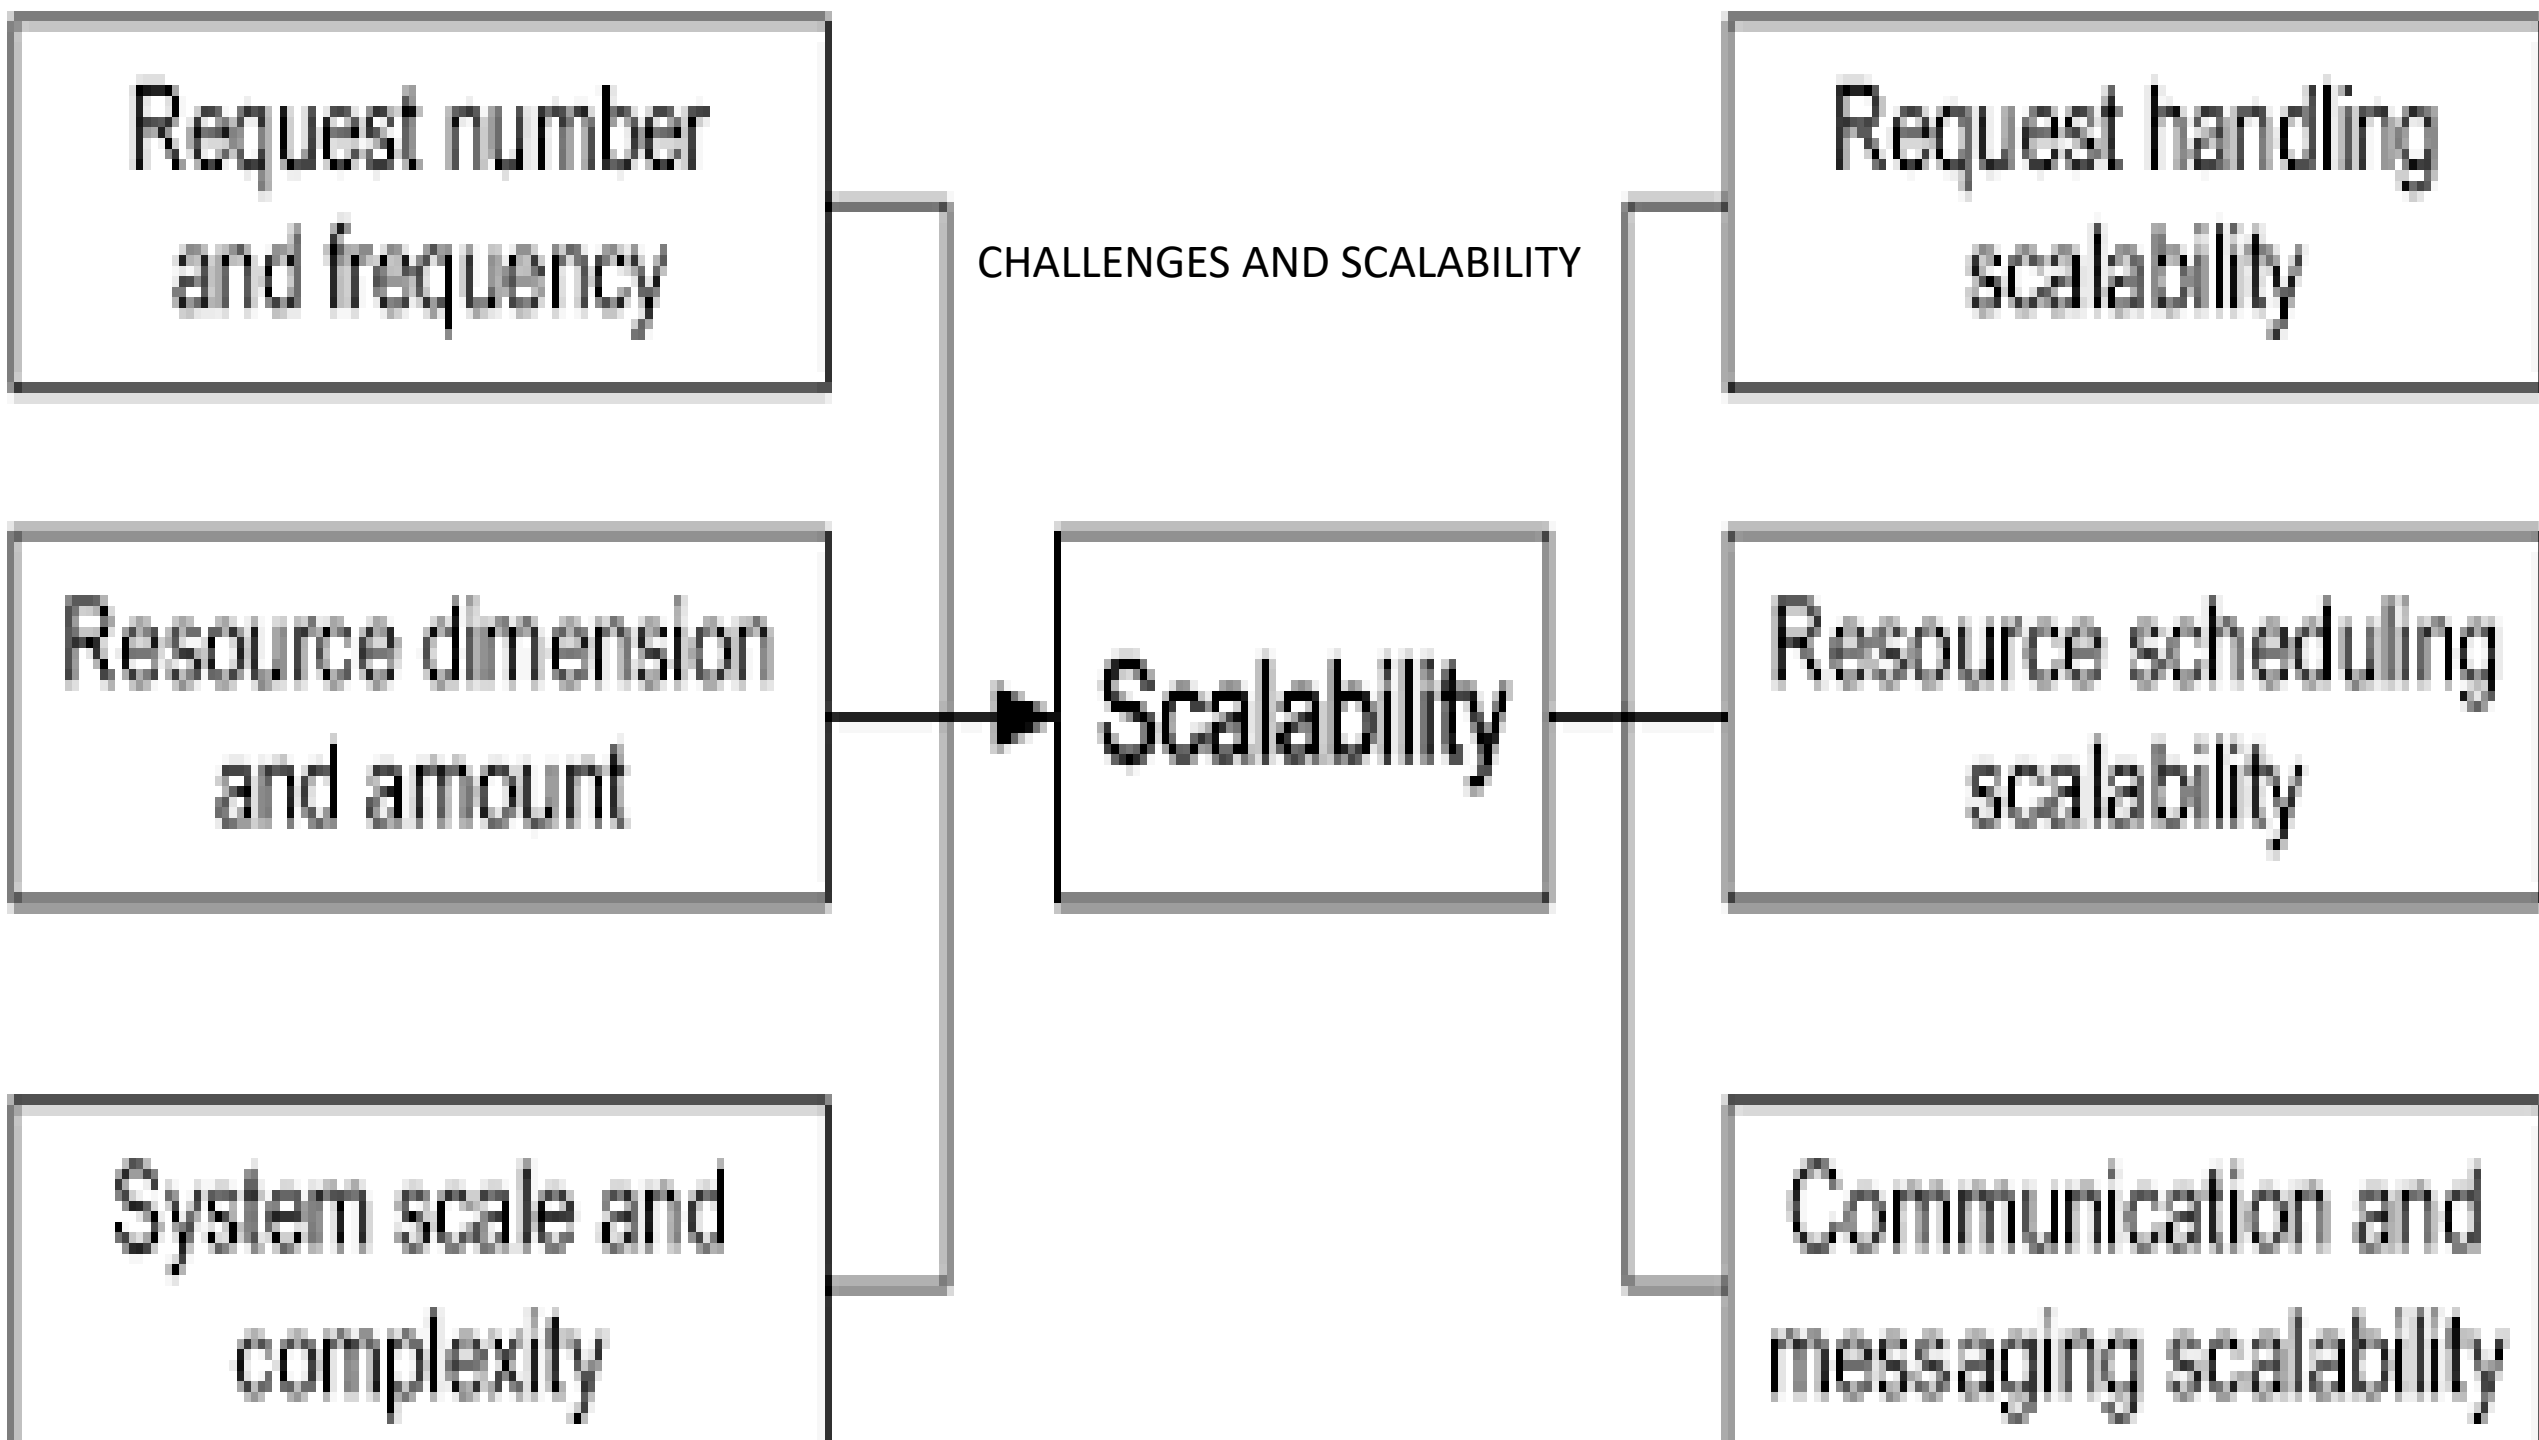 Request number
and frequency
CHALLENGES AND SCALABILITY
Request handling
scalability
Resource dimension
and amount
Scalability
Resource scheduling
scalability
System scale and
complexity
Communication and
messaging scalability